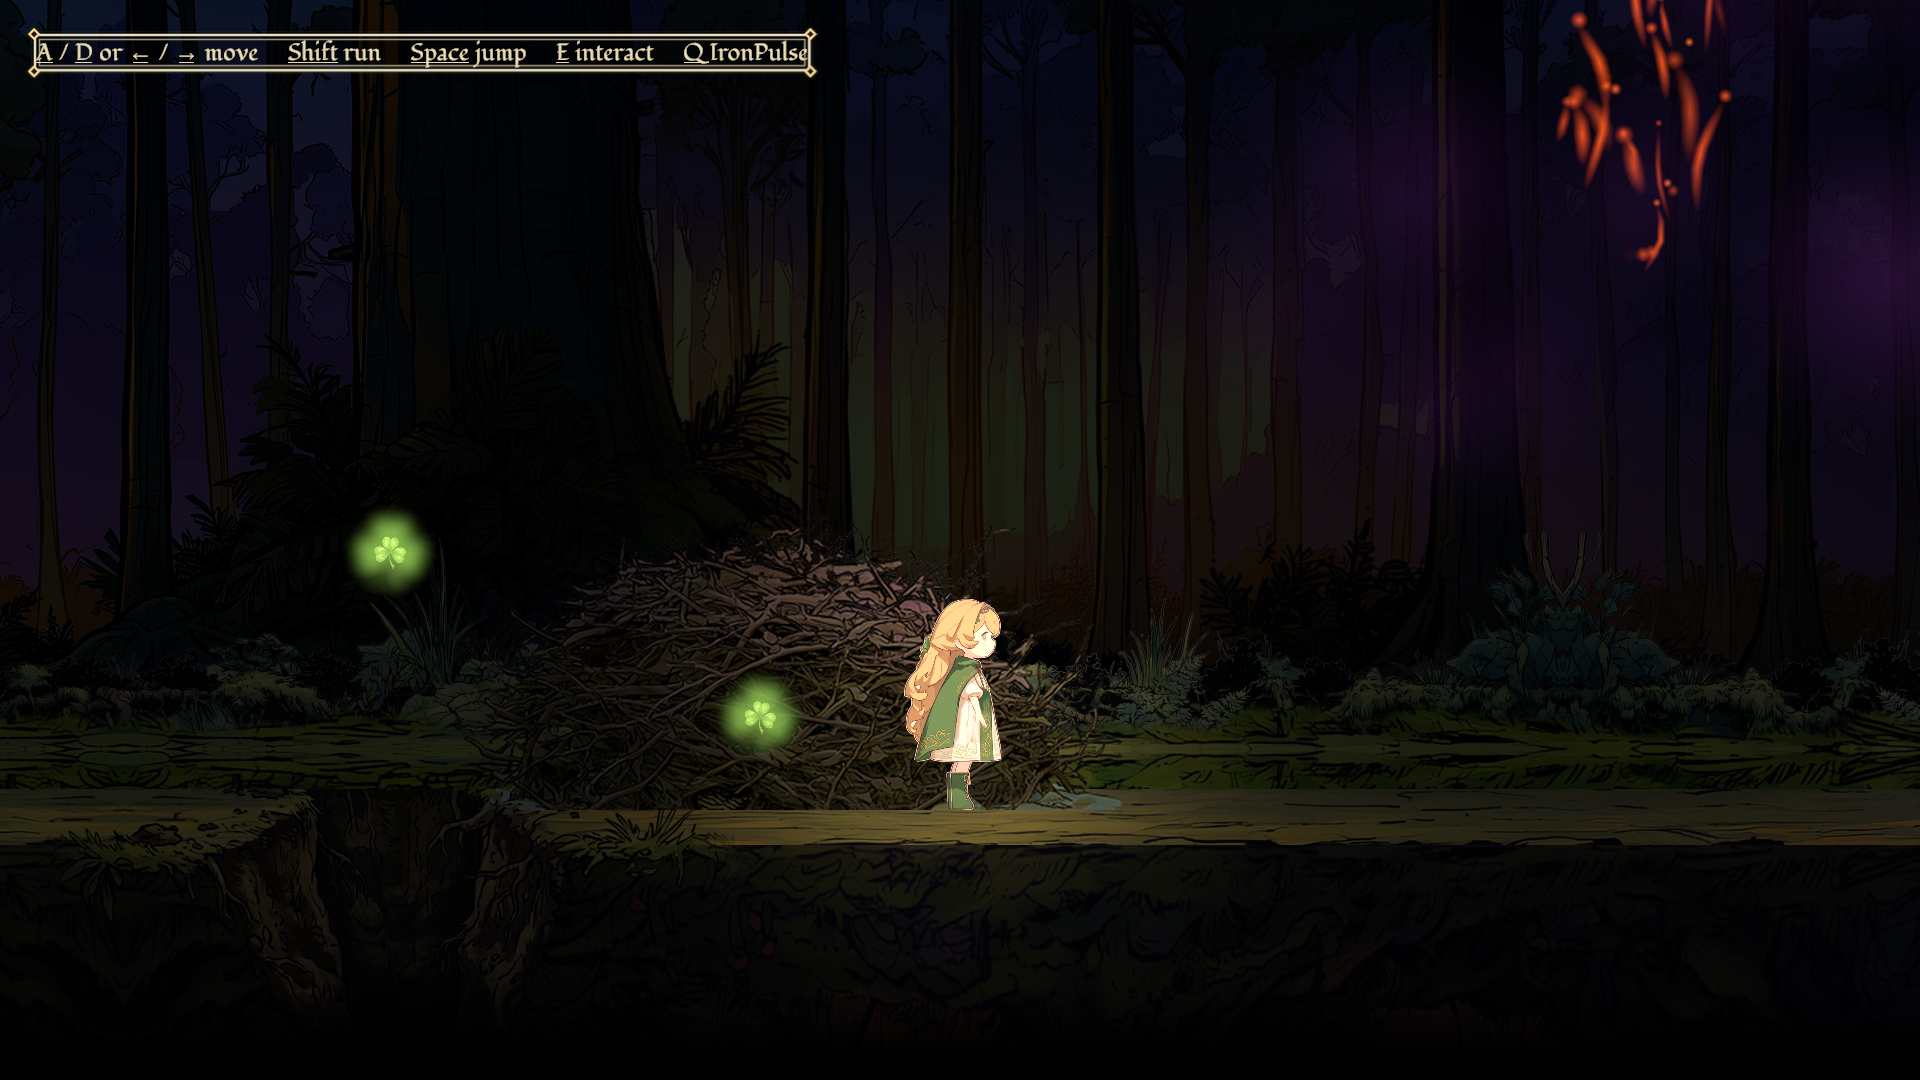 A / D or ← / → move Shift run Space jump E interact Q IronPulse